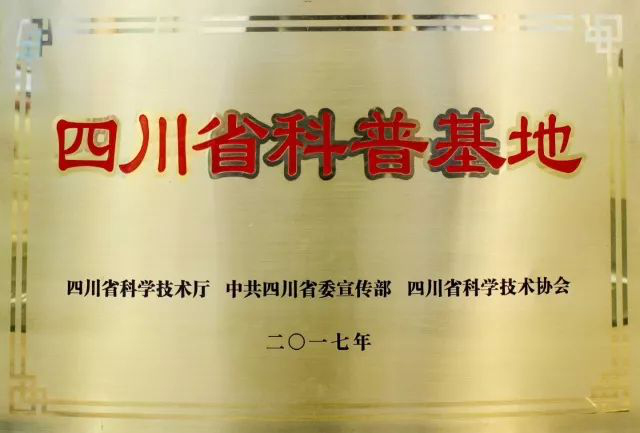 四川省科普基地
四川省科学技术厅 中共四川省委宣传部 四川省科学技术协会
二〇一七年